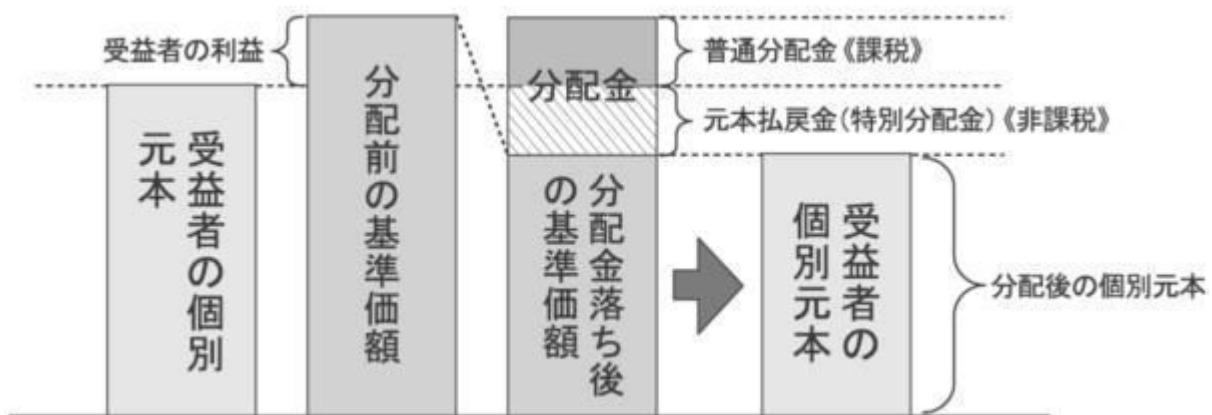 受益者の利益
受益者の個別
元本
分配前の基準価額
分配金
分配金落ち後
の基準価額
普通分配金《課税》
元本払戻金（特別分配金）《非課税》
受益者の
個別元本
分配後の個別元本